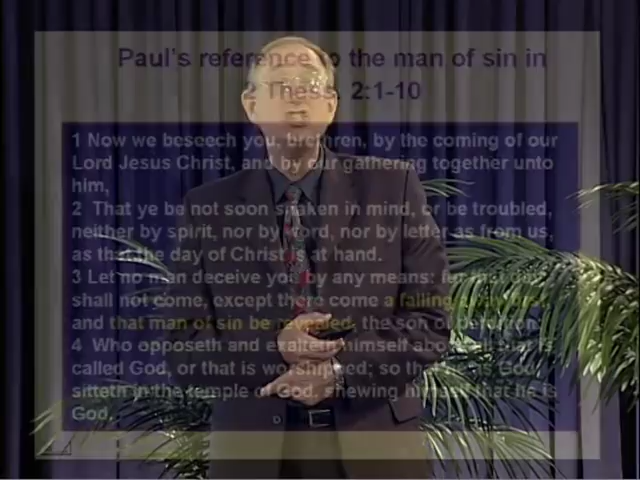 Paul's reference to the man of sin in
2 Thess. 2:1-10
1 Now we beseech you, brethren, by the coming of our
Lord Jesus Christ, and by our gathering together unto
him,
2 That ye be not soon shaken in mind, or be troubled,
neither by spirit, nor by word, nor by letter as from us,
as that the day of Christ is at hand.
3 Let no man deceive you by any means: for that day
shall not come, except there come a falling away first,
and that man of sin be revealed, the son of perdition;
4 Who opposeth and exalteth himself above all that is
called God, or that is worshipped; so that he as God
sitteth in the temple of God, shewing himself that he is
God.